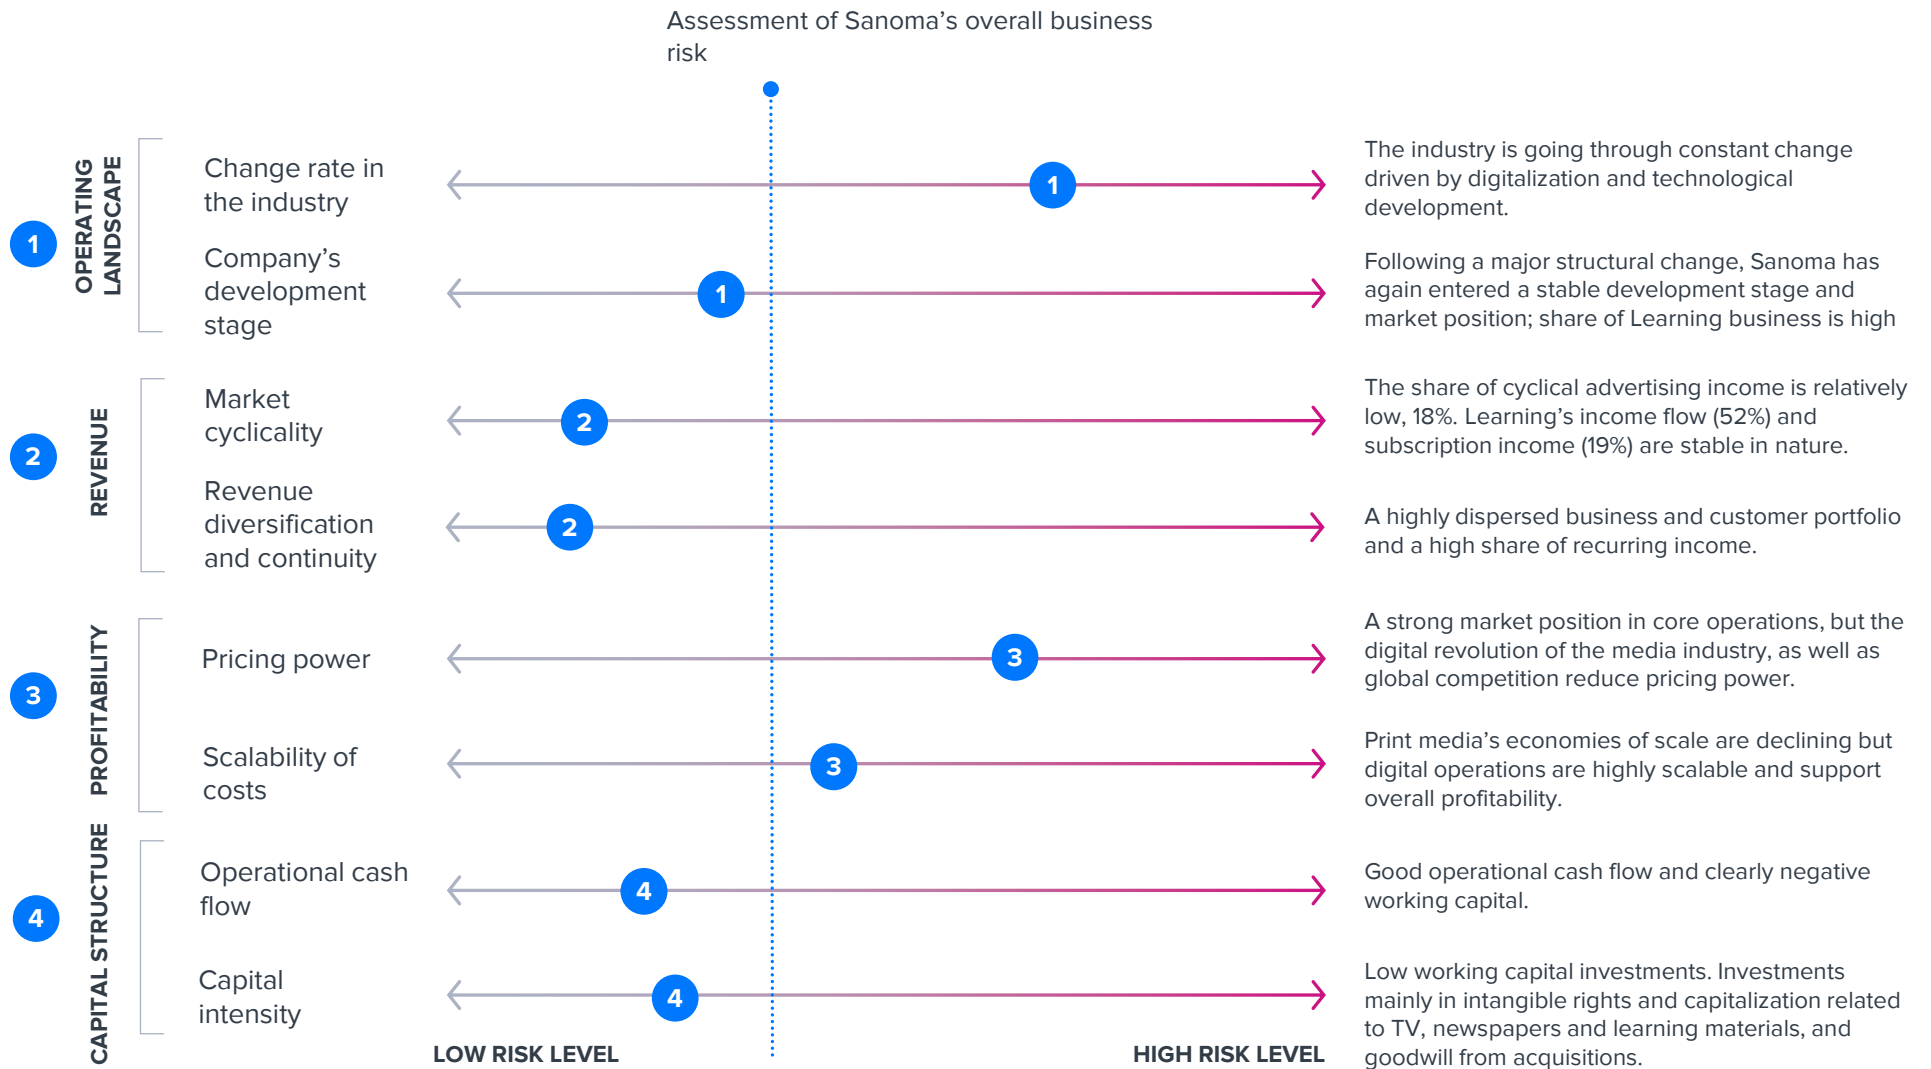 Assessment of Sanoma's overall business
risk
1
OPERATING
LANDSCAPE
Change rate in
the industry
1
The industry is going through constant change
driven by digitalization and technological
development.
Company's
development
stage
1
Following a major structural change, Sanoma has
again entered a stable development stage and
market position; share of Learning business is high
2
REVENUE
Market
cyclicality
2
The share of cyclical advertising income is relatively
low, 18%. Learning's income flow (52%) and
subscription income (19%) are stable in nature.
Revenue
diversification
and continuity
2
A highly dispersed business and customer portfolio
and a high share of recurring income.
3
PROFITABILITY
Pricing power
3
A strong market position in core operations, but the
digital revolution of the media industry, as well as
global competition reduce pricing power.
Scalability of
costs
3
Print media's economies of scale are declining but
digital operations are highly scalable and support
overall profitability.
4
CAPITAL STRUCTURE
Operational cash
flow
4
Good operational cash flow and clearly negative
working capital.
Capital
intensity
4
Low working capital investments. Investments
mainly in intangible rights and capitalization related
to TV, newspapers and learning materials, and
goodwill from acquisitions.
LOW RISK LEVEL
HIGH RISK LEVEL